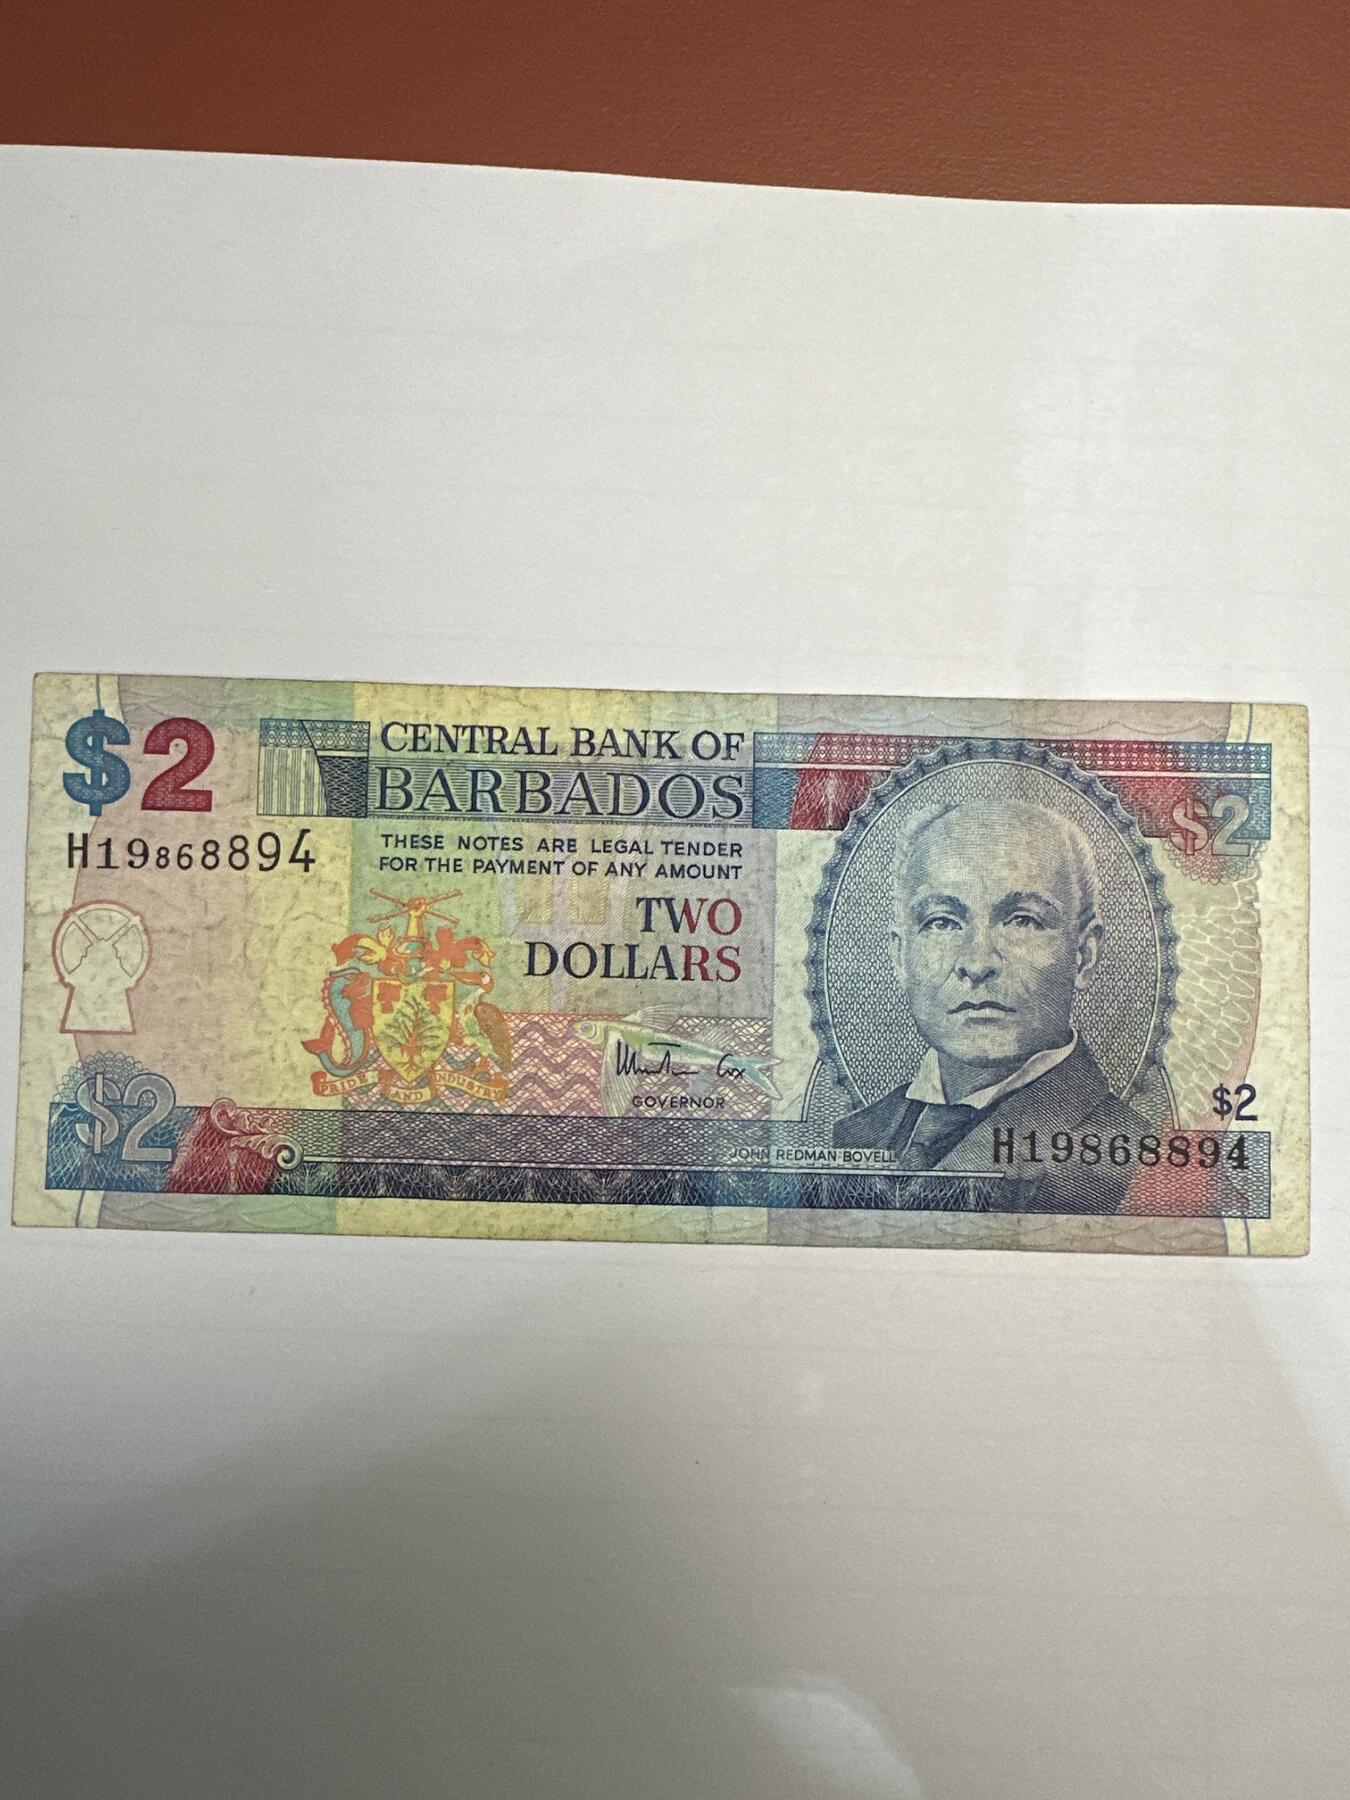 $2
CENTRAL BANK OF
BARBADOS
H19868894
THESE NOTES ARE LEGAL TENDER
FOR THE PAYMENT OF ANY AMOUNT
TWO
DOLLARS
$2
PRIDE AND INDUSTRY
GOVERNOR
$2
$2
JOHN REDMAN BOVELL
H19868894